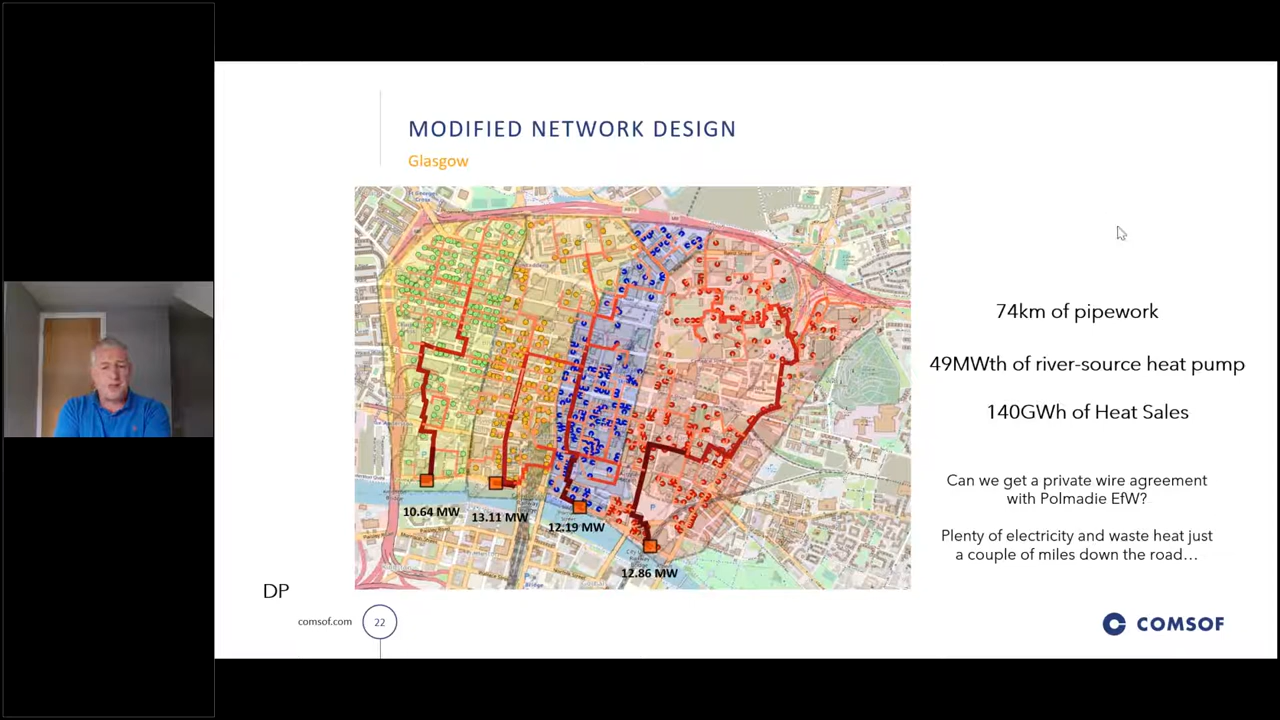 MODIFIED NETWORK DESIGN
Glasgow
74km of pipework
49MWth of river-source heat pump
140GWh of Heat Sales
Can we get a private wire agreement
with Polmadie EfW?
Plenty of electricity and waste heat just
a couple of miles down the road...
10.64 MW
13.11 MW
12.19 MW
12.86 MW
DP
comsof.com
22
COMSOF